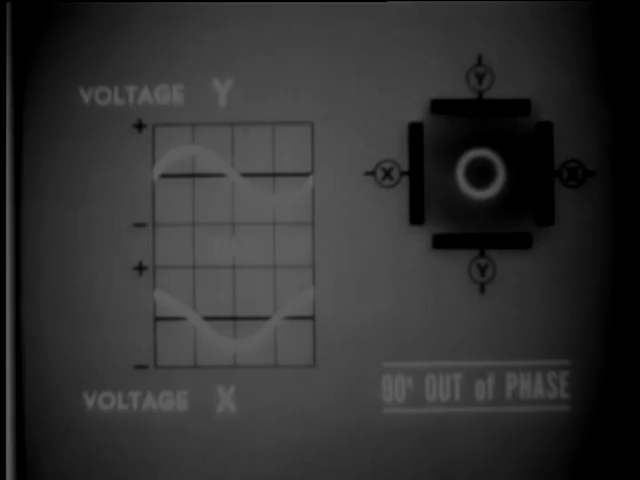 VOLTAGE Y
+
−
+
−
VOLTAGE X
Y
X
Y
90° OUT of PHASE